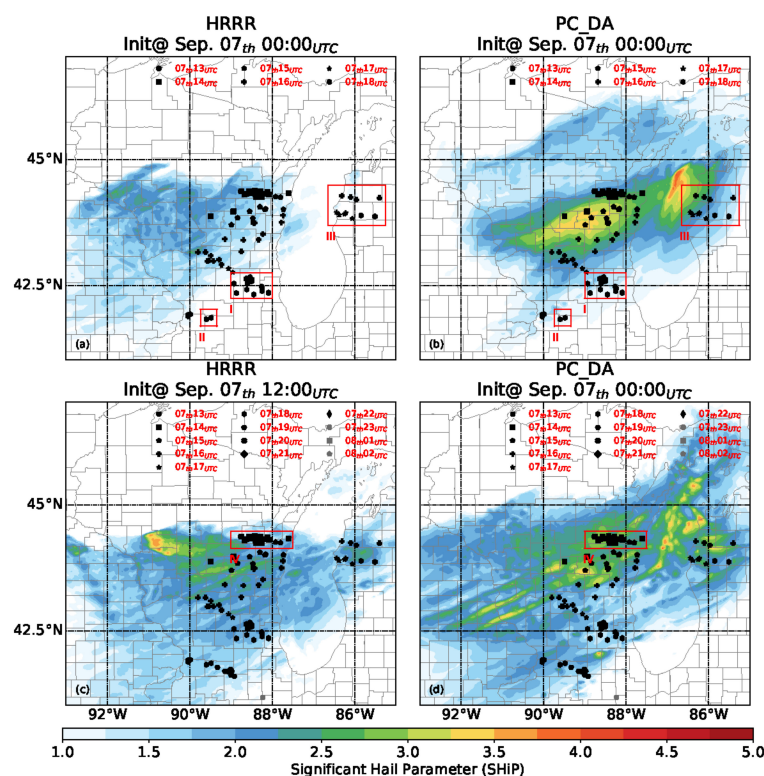 HRRR
Init@ Sep. 07th 00:00UTC
PC_DA
Init@ Sep. 07th 00:00UTC
07th13UTC 07th15UTC 07th17UTC
07th14UTC 07th16UTC 07th18UTC
07th13UTC 07th15UTC 07th17UTC
07th14UTC 07th16UTC 07th18UTC
45°N
42.5°N
III
I
II
(a)
III
I
II
(b)
HRRR
Init@ Sep. 07th 12:00UTC
PC_DA
Init@ Sep. 07th 00:00UTC
07th13UTC 07th18UTC 07th22UTC
07th14UTC 07th19UTC 07th23UTC
07th15UTC 07th20UTC 08th01UTC
07th16UTC 07th21UTC 08th02UTC
07th17UTC
07th13UTC 07th18UTC 07th22UTC
07th14UTC 07th19UTC 07th23UTC
07th15UTC 07th20UTC 08th01UTC
07th16UTC 07th21UTC 08th02UTC
07th17UTC
45°N
42.5°N
IV
(c)
IV
(d)
92°W 90°W 88°W 86°W 92°W 90°W 88°W 86°W
1.0 1.5 2.0 2.5 3.0 3.5 4.0 4.5 5.0
Significant Hail Parameter (SHiP)